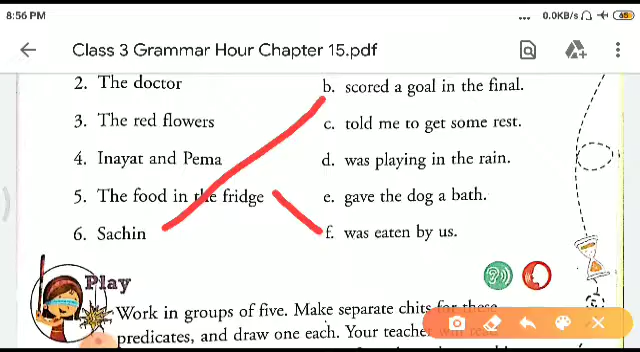 8:56 PM ... 0.0KB/s 65
Class 3 Grammar Hour Chapter 15.pdf
2. The doctor b. scored a goal in the final.
3. The red flowers c. told me to get some rest.
4. Inayat and Pema d. was playing in the rain.
5. The food in the fridge e. gave the dog a bath.
6. Sachin f. was eaten by us.
Play
Work in groups of five. Make separate chits for these
predicates, and draw one each. Your teacher will